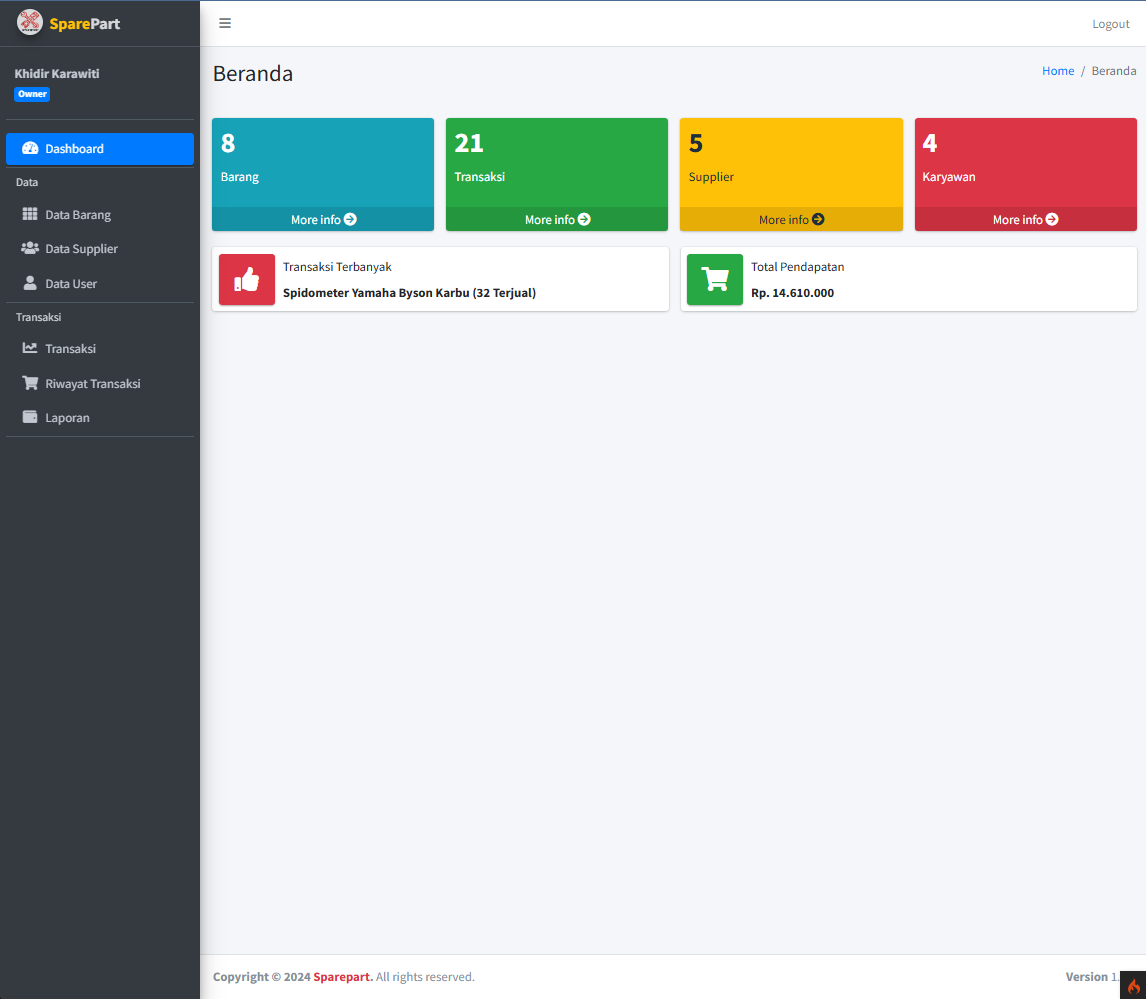 SparePart
Logout
Khidir Karawiti
Owner
Beranda
Home / Beranda
Dashboard
Data
Data Barang
Data Supplier
Data User
Transaksi
Transaksi
Riwayat Transaksi
Laporan
8
Barang
More info
21
Transaksi
More info
5
Supplier
More info
4
Karyawan
More info
Transaksi Terbanyak
Spidometer Yamaha Byson Karbu (32 Terjual)
Total Pendapatan
Rp. 14.610.000
Copyright © 2024 Sparepart. All rights reserved.
Version 1.